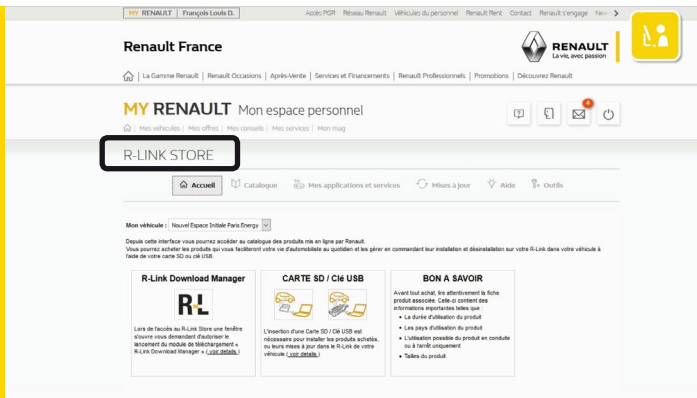 MY RENAULT | François Louis D. Accès PGR Réseau Renault Véhicules du personnel Renault Rent Contact Renault s'engage
Renault France
RENAULT
La vie, avec passion
La Gamme Renault | Renault Occasions | Après-Vente | Services et Financements | Renault Professionnels | Promotions | Découvrez Renault
MY RENAULT Mon espace personnel
4
Mes véhicules | Mes offres | Mes conseils | Mes services | Mon mag
R-LINK STORE
Accueil Catalogue Mes applications et services Mises à jour Aide Outils
Mon véhicule : Nouvel Espace Initiale Paris Energy
Depuis cette interface vous pourrez accéder au catalogue des produits mis en ligne par Renault.
Vous pourrez acheter les produits qui vous faciliteront votre vie d'automobiliste au quotidien et les gérer en commandant leur installation et désinstallation sur votre R-Link dans votre véhicule à
l'aide de votre carte SD ou clé USB.
R-Link Download Manager
R-L
Lors de l'accès au R-Link Store une fenêtre
s'ouvre vous demandant d'autoriser le
lancement du module de téléchargement «
R-Link Download Manager ».( voir details )
CARTE SD / Clé USB
L'insertion d'une Carte SD / Clé USB est
nécessaire pour installer les produits achetés,
ou leurs mises à jour dans le R-Link de votre
véhicule.( voir details )
BON A SAVOIR
Avant tout achat, lire attentivement la fiche
produit associée. Celle-ci contient des
informations importantes telles que :
• La durée d'utilisation du produit
• Les pays d'utilisation du produit
• L'utilisation possible du produit en conduite
ou à l'arrêt uniquement
• Tailles du produit